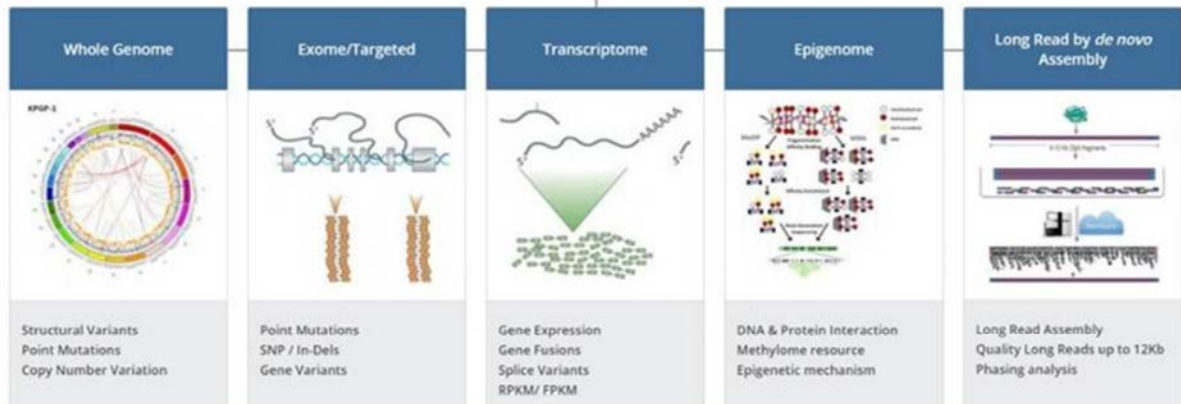 Whole Genome
Exome/Targeted
Transcriptome
Epigenome
Long Read by de novo
Assembly
KPGP-1
Structural Variants
Point Mutations
Copy Number Variation
Point Mutations
SNP / In-Dels
Gene Variants
Gene Expression
Gene Fusions
Splice Variants
RPKM/ FPKM
DNA & Protein Interaction
Methylome resource
Epigenetic mechanism
Long Read Assembly
Quality Long Reads up to 12Kb
Phasing analysis